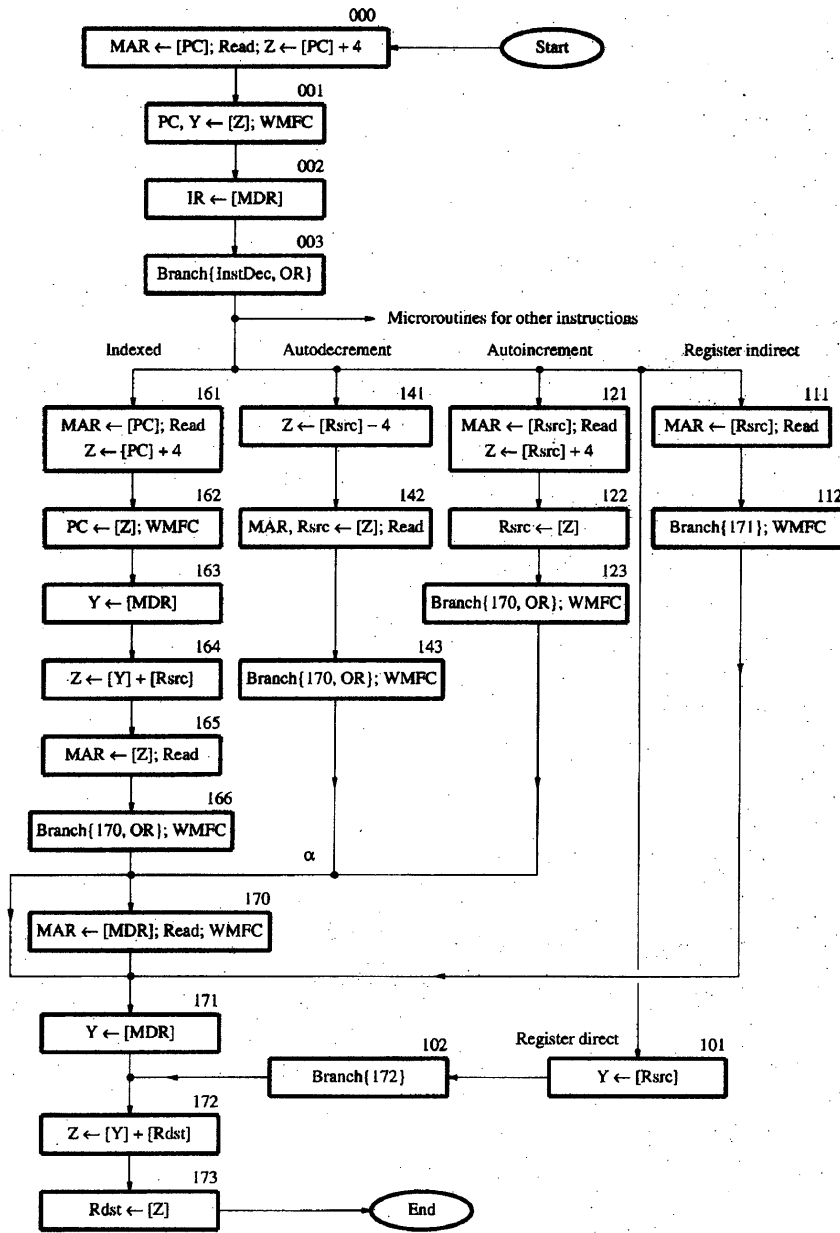 000
MAR ← [PC]; Read; Z ← [PC] + 4
Start
001
PC, Y ← [Z]; WMFC
002
IR ← [MDR]
003
Branch{InstDec, OR}
Microroutines for other instructions
Indexed
Autodecrement
Autoincrement
Register indirect
161
MAR ← [PC]; Read
Z ← [PC] + 4
141
Z ← [Rsrc] – 4
121
MAR ← [Rsrc]; Read
Z ← [Rsrc] + 4
111
MAR ← [Rsrc]; Read
162
PC ← [Z]; WMFC
142
MAR, Rsrc ← [Z]; Read
122
Rsrc ← [Z]
112
Branch{171}; WMFC
163
Y ← [MDR]
123
Branch{170, OR}; WMFC
164
Z ← [Y] + [Rsrc]
143
Branch{170, OR}; WMFC
165
MAR ← [Z]; Read
166
Branch{170, OR}; WMFC
α
170
MAR ← [MDR]; Read; WMFC
171
Y ← [MDR]
Register direct
102
Branch{172}
101
Y ← [Rsrc]
172
Z ← [Y] + [Rdst]
173
Rdst ← [Z]
End